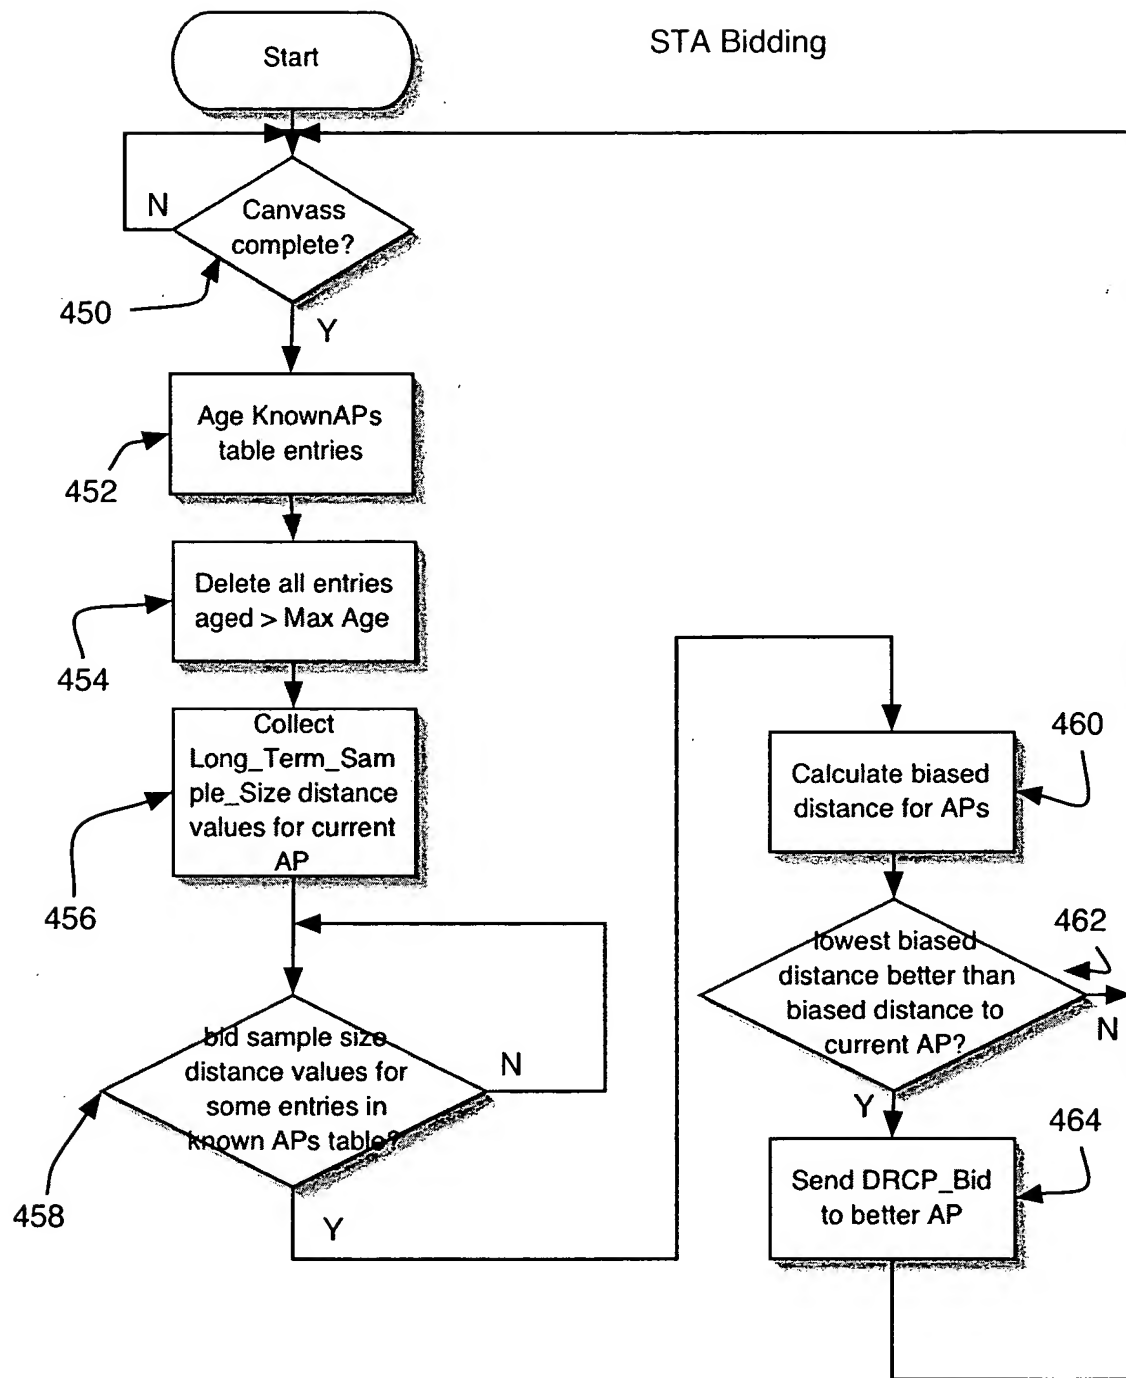 STA Bidding
Start
N
Canvass
complete?
450
Y
Age KnownAPs
table entries
452
Delete all entries
aged > Max Age
454
Collect
Long_Term_Sam
ple_Size distance
values for current
AP
456
bid sample size
distance values for
some entries in
known APs table?
N
458
Y
460
Calculate biased
distance for APs
462
lowest biased
distance better than
biased distance to
current AP?
N
Y
464
Send DRCP_Bid
to better AP